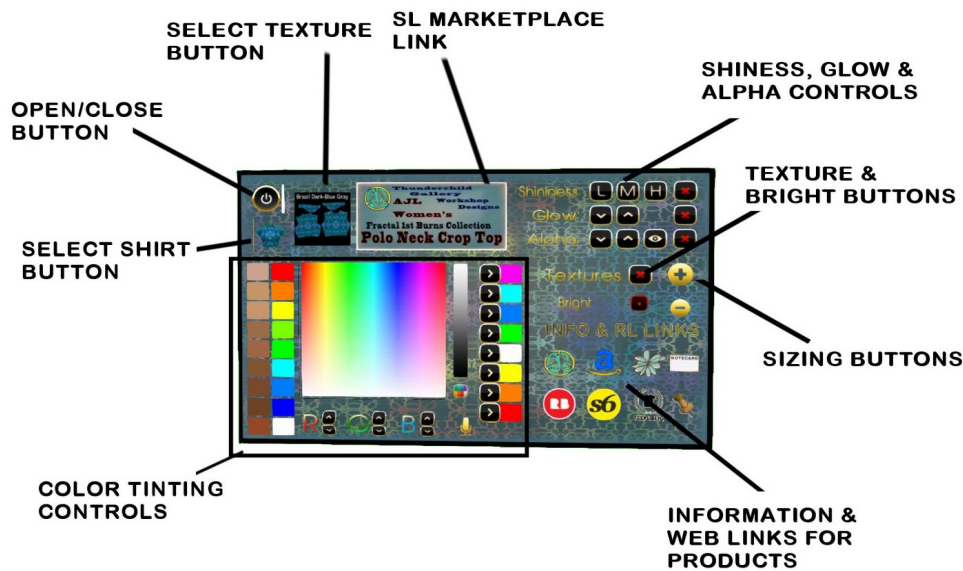 SELECT TEXTURE
BUTTON
SL MARKETPLACE
LINK
SHINESS, GLOW &
ALPHA CONTROLS
OPEN/CLOSE
BUTTON
TEXTURE &
BRIGHT BUTTONS
SELECT SHIRT
BUTTON
Brazil Dark-Blue Gray
Thunderchild
Gallery
AJL Workshop
Designs
Women's
Fractal 1st Burns Collection
Polo Neck Crop Top
Shininess L M H
Glow
Alpha
Textures
Bright
INFO & RL LINKS
a NOTECARD
RB s6
R G B
SIZING BUTTONS
COLOR TINTING
CONTROLS
INFORMATION &
WEB LINKS FOR
PRODUCTS